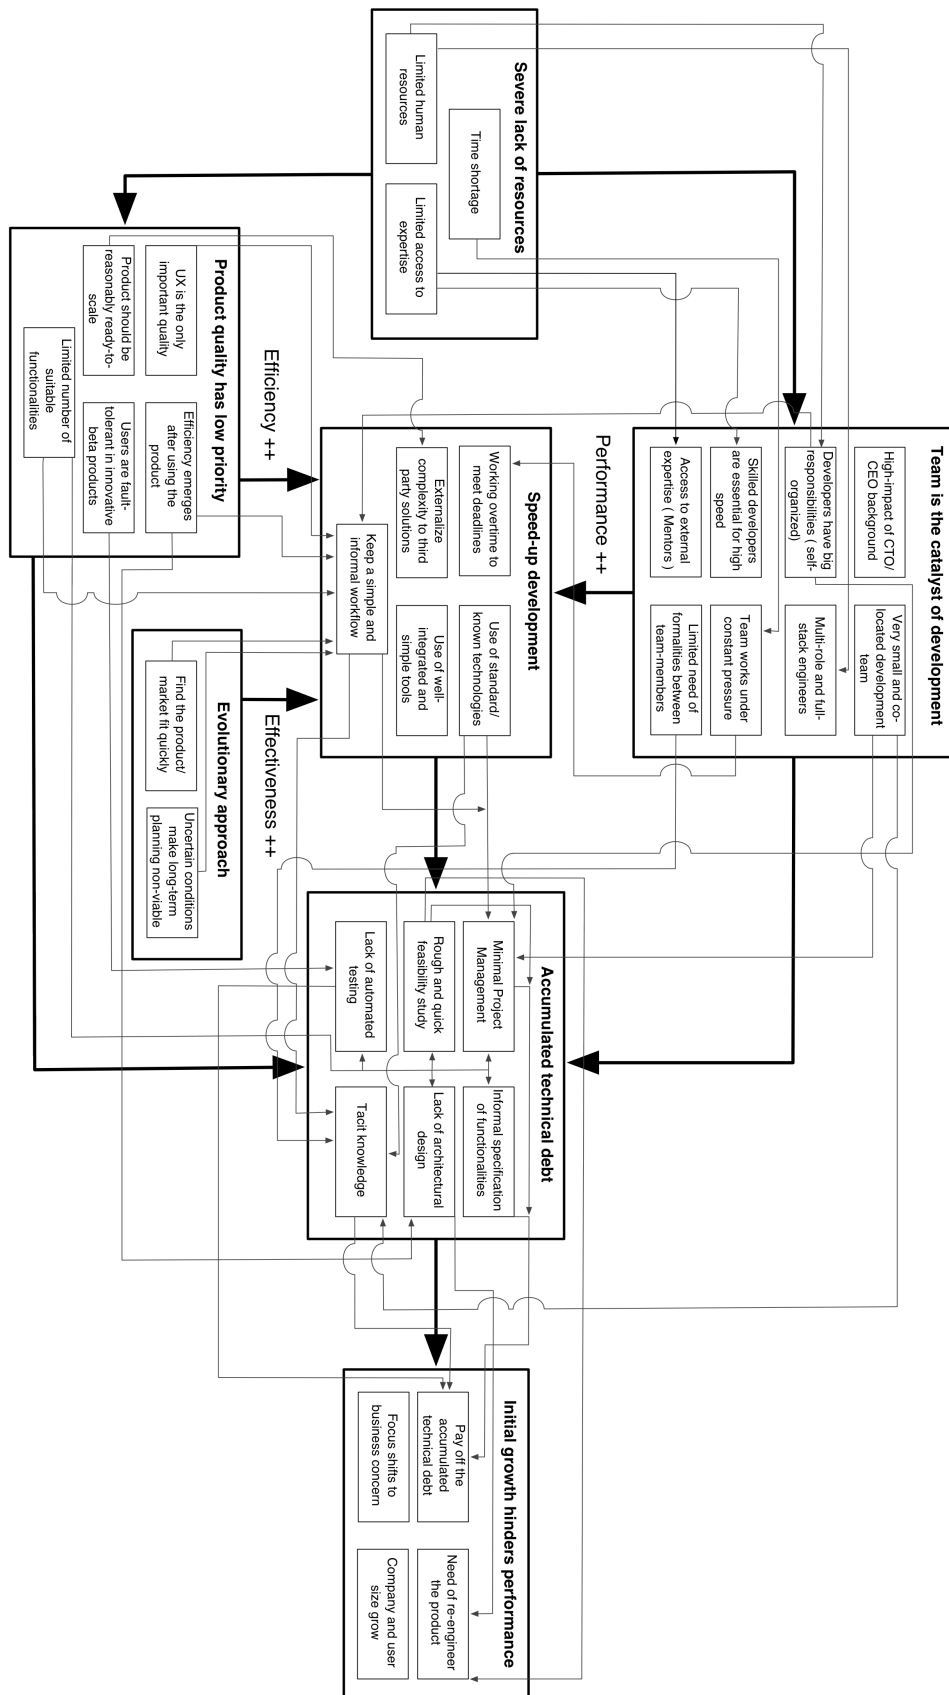 Severe lack of resources
Time shortage
Limited human
resources
Limited access to
expertise
Team is the catalyst of development
High-impact of CTO/
CEO background
Very small and co-
located development
team
Developers have big
responsibilities ( self-
organized)
Multi-role and full-
stack engineers
Skilled developers
are essential for high
speed
Team works under
constant pressure
Access to external
expertise ( Mentors )
Limited need of
formalities between
team-members
Performance ++
Product quality has low priority
UX is the only
important quality
Efficiency emerges
after using the
product
Product should be
reasonably ready-to-
scale
Users are fault-
tolerant in innovative
beta products
Limited number of
suitable
functionalities
Efficiency ++
Speed-up development
Working overtime to
meet deadlines
Use of standard/
known technologies
Externalize
complexity to third
party solutions
Use of well-
integrated and
simple tools
Keep a simple and
informal workflow
Effectiveness ++
Evolutionary approach
Find the product/
market fit quickly
Uncertain conditions
make long-term
planning non-viable
Accumulated technical debt
Minimal Project
Management
Informal specification
of functionalities
Rough and quick
feasibility study
Lack of architectural
design
Lack of automated
testing
Tacit knowledge
Initial growth hinders performance
Pay off the
accumulated
technical debt
Need of re-engineer
the product
Focus shifts to
business concern
Company and user
size grow